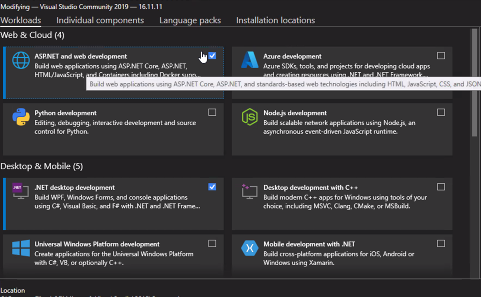 Modifying — Visual Studio Community 2019 — 16.11.11
Workloads Individual components Language packs Installation locations
Web & Cloud (4)
ASP.NET and web development
Build web applications using ASP.NET Core, ASP.NET,
HTML/JavaScript, and Containers including Docker supp...
Build web applications using ASP.NET Core, ASP.NET, and standards-based web technologies including HTML, JavaScript, CSS, and JSON
Azure development
Azure SDKs, tools, and projects for developing cloud apps
and creating resources using .NET and .NET Framework....
Python development
Editing, debugging, interactive development and source
control for Python.
Node.js development
Build scalable network applications using Node.js, an
asynchronous event-driven JavaScript runtime.
Desktop & Mobile (5)
.NET desktop development
Build WPF, Windows Forms, and console applications
using C#, Visual Basic, and F# with .NET and .NET Frame...
Desktop development with C++
Build modern C++ apps for Windows using tools of your
choice, including MSVC, Clang, CMake, or MSBuild.
Universal Windows Platform development
Create applications for the Universal Windows Platform
with C#, VB, or optionally C++.
Mobile development with .NET
Build cross-platform applications for iOS, Android or
Windows using Xamarin.
Location